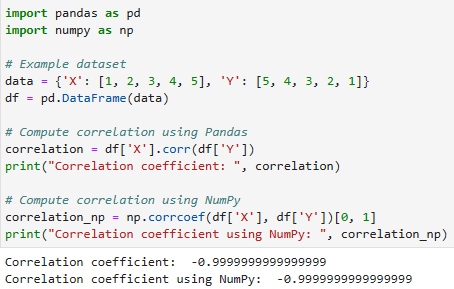 import pandas as pd
import numpy as np
# Example dataset
data = {'X': [1, 2, 3, 4, 5], 'Y': [5, 4, 3, 2, 1]}
df = pd.DataFrame(data)
# Compute correlation using Pandas
correlation = df['X'].corr(df['Y'])
print("Correlation coefficient: ", correlation)
# Compute correlation using NumPy
correlation_np = np.corrcoef(df['X'], df['Y'])[0, 1]
print("Correlation coefficient using NumPy: ", correlation_np)
Correlation coefficient:  -0.9999999999999999
Correlation coefficient using NumPy:  -0.9999999999999999